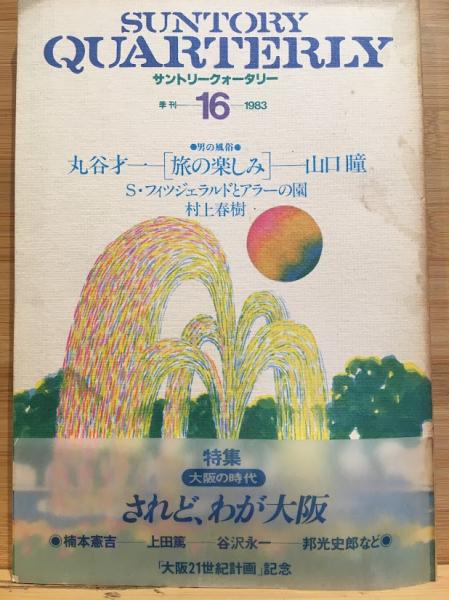 SUNTORY
QUARTERLY
サントリークォータリー
季刊—16—1983
●男の風俗●
丸谷才一—[旅の楽しみ]—山口瞳
S・フィツジェラルドとアラーの園
村上春樹
特集
大阪の時代
されど、わが大阪
●楠本憲吉—上田篤—谷沢永一—邦光史郎など●
「大阪21世紀計画」記念